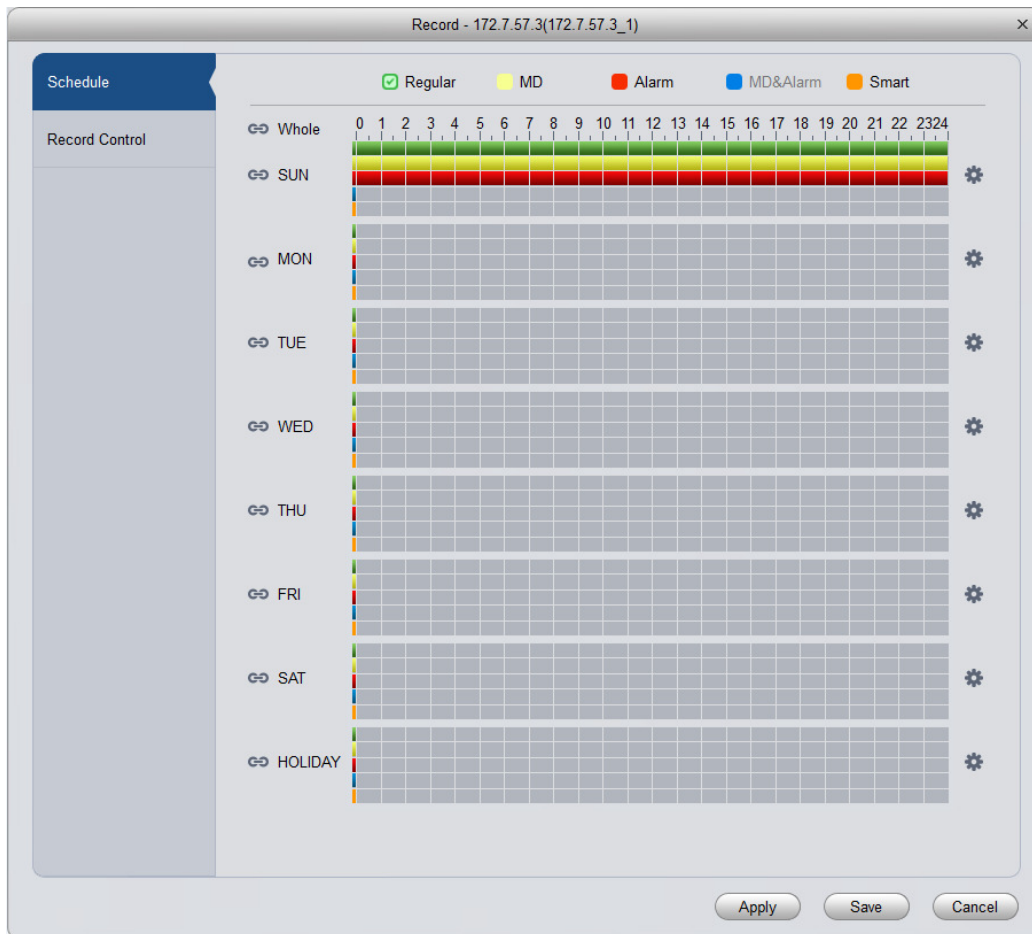 Record - 172.7.57.3(172.7.57.3_1)
Schedule
Record Control
Regular MD Alarm MD&Alarm Smart
Whole 0 1 2 3 4 5 6 7 8 9 10 11 12 13 14 15 16 17 18 19 20 21 22 2324
SUN
MON
TUE
WED
THU
FRI
SAT
HOLIDAY
Apply Save Cancel